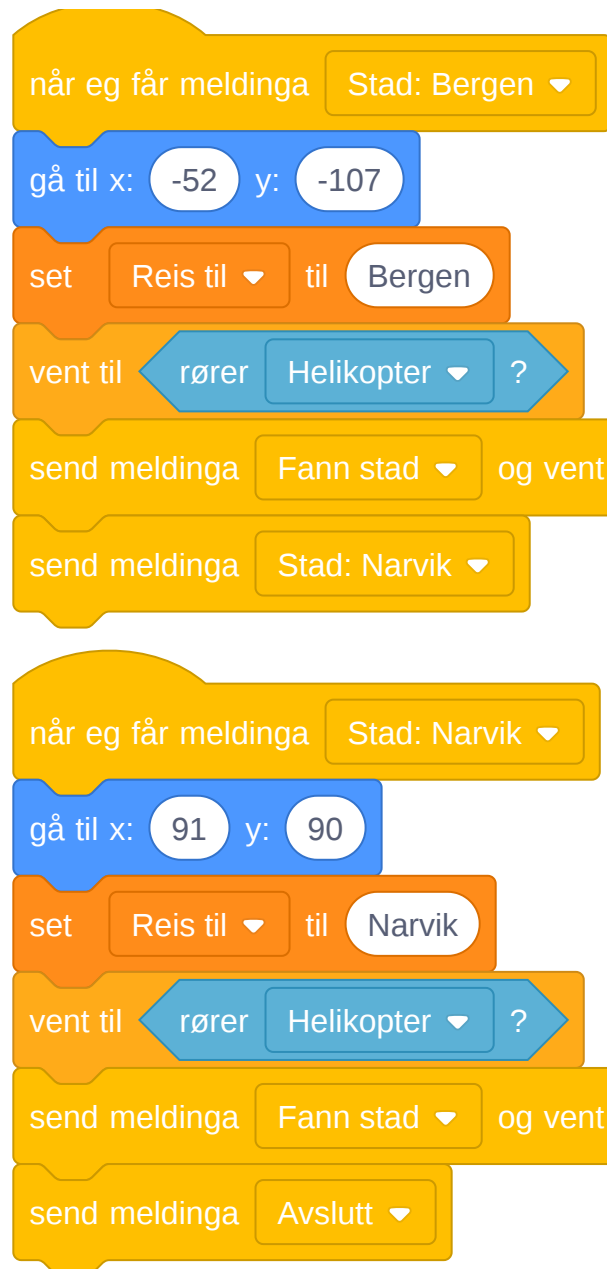 når eg får meldinga Stad: Bergen
gå til x: -52 y: -107
set Reis til til Bergen
vent til rører Helikopter ?
send meldinga Fann stad og vent
send meldinga Stad: Narvik
når eg får meldinga Stad: Narvik
gå til x: 91 y: 90
set Reis til til Narvik
vent til rører Helikopter ?
send meldinga Fann stad og vent
send meldinga Avslutt